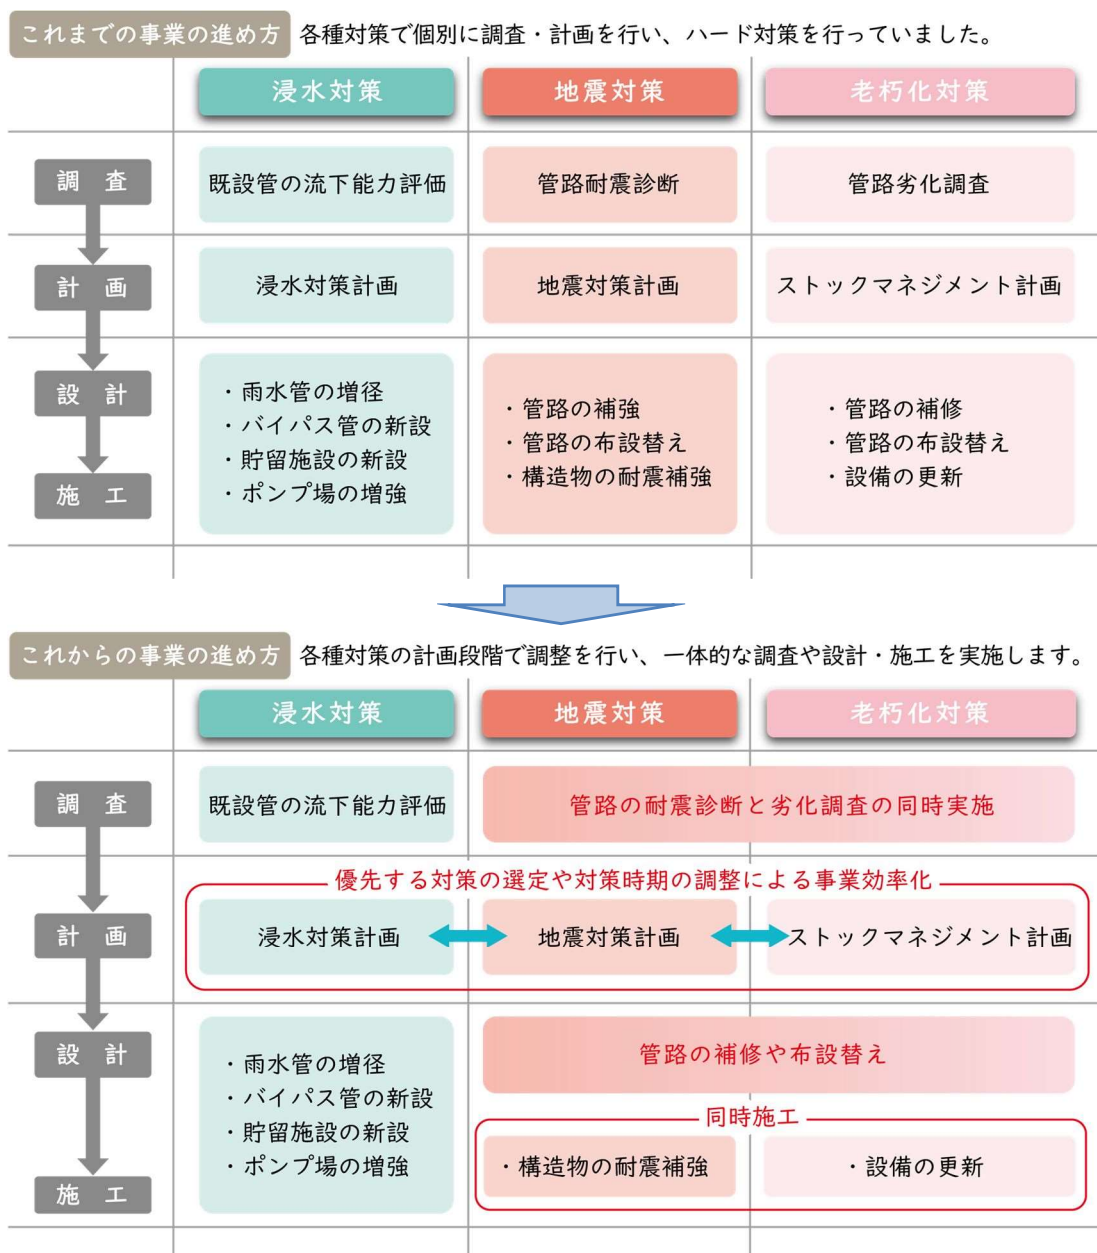 これまでの事業の進め方 各種対策で個別に調査・計画を行い、ハード対策を行っていました。
浸水対策 地震対策 老朽化対策
調 査 既設管の流下能力評価 管路耐震診断 管路劣化調査
計 画 浸水対策計画 地震対策計画 ストックマネジメント計画
設 計
・雨水管の増径
・バイパス管の新設
・貯留施設の新設
・ポンプ場の増強
・管路の補強
・管路の布設替え
・構造物の耐震補強
・管路の補修
・管路の布設替え
・設備の更新
施 工
これからの事業の進め方 各種対策の計画段階で調整を行い、一体的な調査や設計・施工を実施します。
浸水対策 地震対策 老朽化対策
調 査 既設管の流下能力評価 管路の耐震診断と劣化調査の同時実施
優先する対策の選定や対策時期の調整による事業効率化
計 画 浸水対策計画 地震対策計画 ストックマネジメント計画
設 計
・雨水管の増径
・バイパス管の新設
・貯留施設の新設
・ポンプ場の増強
管路の補修や布設替え
同時施工
・構造物の耐震補強 ・設備の更新
施 工